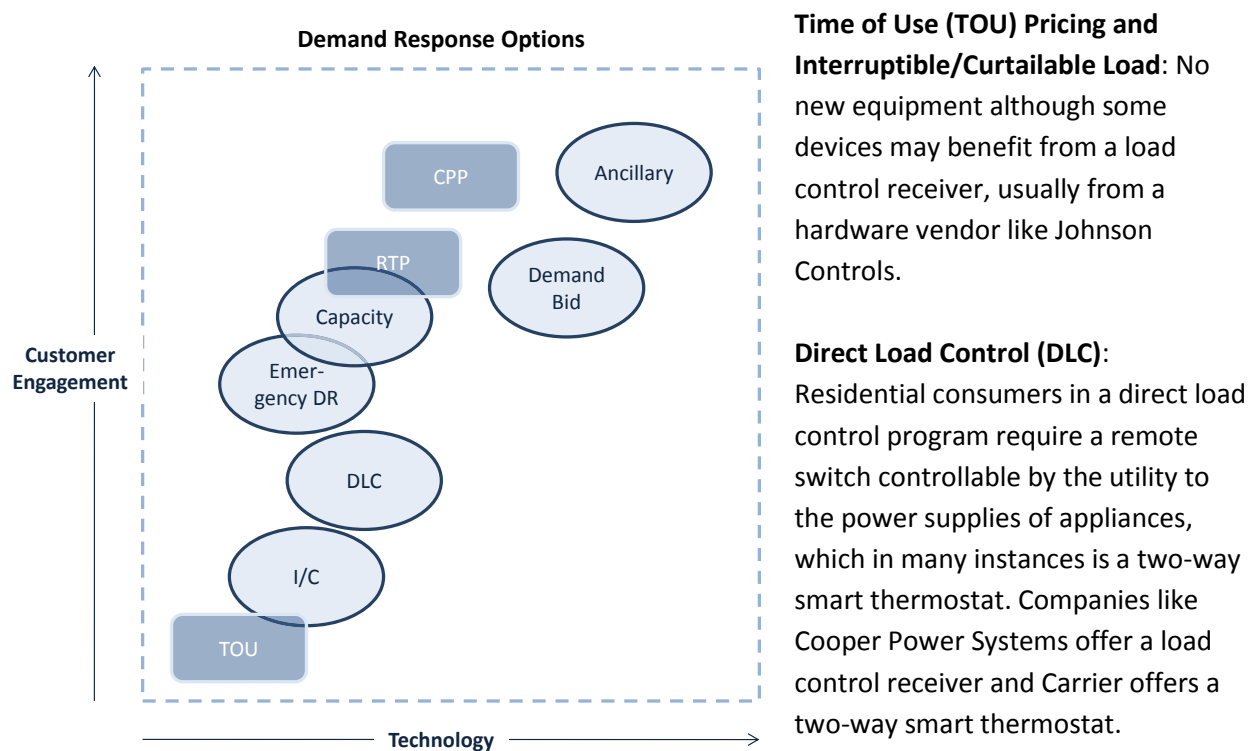 Demand Response Options
CPP
Ancillary
RTP
Demand
Bid
Capacity
Customer
Engagement
Emer-
gency DR
DLC
I/C
TOU
Technology
Time of Use (TOU) Pricing and
Interruptible/Curtailable Load: No
new equipment although some
devices may benefit from a load
control receiver, usually from a
hardware vendor like Johnson
Controls.
Direct Load Control (DLC):
Residential consumers in a direct load
control program require a remote
switch controllable by the utility to
the power supplies of appliances,
which in many instances is a two-way
smart thermostat. Companies like
Cooper Power Systems offer a load
control receiver and Carrier offers a
two-way smart thermostat.